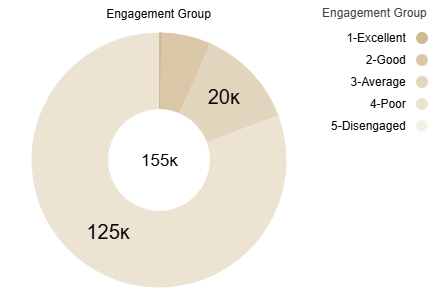 Engagement Group
Engagement Group
1-Excellent
2-Good
3-Average
4-Poor
5-Disengaged
20к
155к
125к